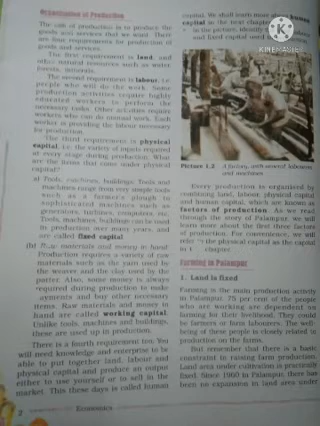 Organisation of Production
The aim of production is to produce the
goods and services that we want. There
are four requirements for production of
goods and services.
The first requirement is land, and
other natural resources such as water,
forests, minerals.
The second requirement is labour, i.e.
people who will do the work. Some
production activities require highly
educated workers to perform the
necessary tasks. Other activities require
workers who can do manual work. Each
worker is providing the labour necessary
for production.
The third requirement is physical
capital, i.e. the variety of inputs required
at every stage during production. What
are the items that come under physical
capital?
a) Tools, machines, buildings: Tools and
machines range from very simple tools
such as a farmer's plough to
sophisticated machines such as
generators, turbines, computers, etc.
Tools, machines, buildings can be used
in production over many years, and
are called fixed capital.
(b) Raw materials and money in hand:
Production requires a variety of raw
materials such as the yarn used by
the weaver and the clay used by the
potter. Also, some money is always
required during production to make
payments and buy other necessary
items. Raw materials and money in
hand are called working capital.
Unlike tools, machines and buildings,
these are used up in production.
There is a fourth requirement too. You
will need knowledge and enterprise to be
able to put together land, labour and
physical capital and produce an output
either to use yourself or to sell in the
market. This these days is called human
2
Economics
capital. We shall learn more about human
capital in the next chapter.
in the picture, identify the labour
and fixed capital used
KINEMASTER
Picture 1.2 A factory, with several labourers
and machines
Every production is organised by
combining land, labour, physical capital
and human capital, which are known as
factors of production. As we read
through the story of Palampur, we will
learn more about the first three factors
of production. For convenience, we will
refer to the physical capital as the capital
in chapter.
Farming in Palampur
1. Land is fixed
Farming is the main production activity
in Palampur. 75 per cent of the people
who are working are dependent on
farming for their livelihood. They could
be farmers or farm labourers. The well-
being of these people is closely related to
production on the farms.
But remember that there is a basic
constraint in raising farm production.
Land area under cultivation is practically
fixed. Since 1960 in Palampur, there has
been no expansion in land area under